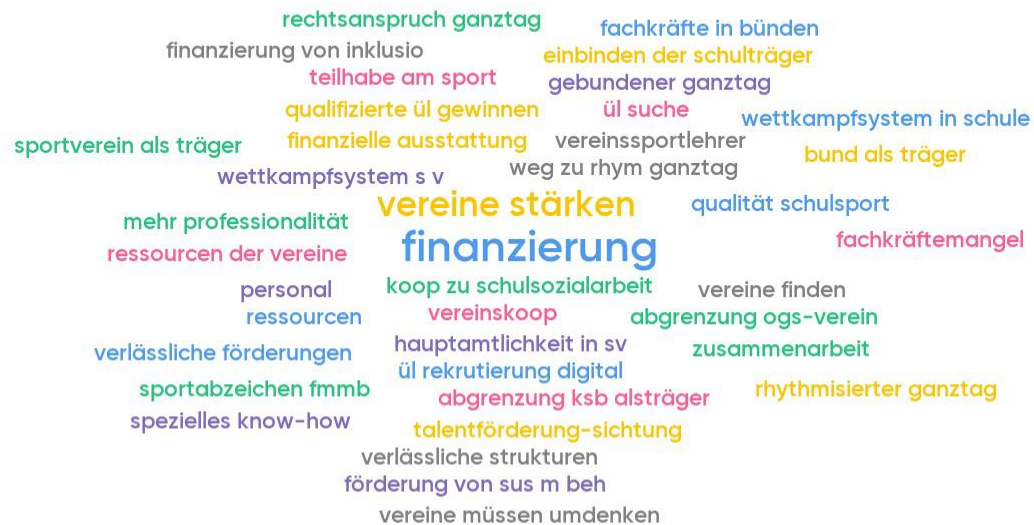 rechtsanspruch ganztag
fachkräfte in bünden
finanzierung von inklusio
einbinden der schulträger
teilhabe am sport
gebundener ganztag
qualifizierte ül gewinnen
ül suche
wettkampfsystem in schule
sportverein als träger
finanzielle ausstattung
vereinssportlehrer
bund als träger
weg zu rhym ganztag
wettkampfsystem s v
vereine stärken
qualität schulsport
mehr professionalität
finanzierung
fachkräftemangel
ressourcen der vereine
koop zu schulsozialarbeit
personal
vereine finden
ressourcen
vereinskoop
abgrenzung ogs-verein
hauptamtlichkeit in sv
zusammenarbeit
verlässliche förderungen
ül rekrutierung digital
sportabzeichen fmmb
rhythmisierter ganztag
abgrenzung ksb alsträger
spezielles know-how
talentförderung-sichtung
verlässliche strukturen
förderung von sus m beh
vereine müssen umdenken